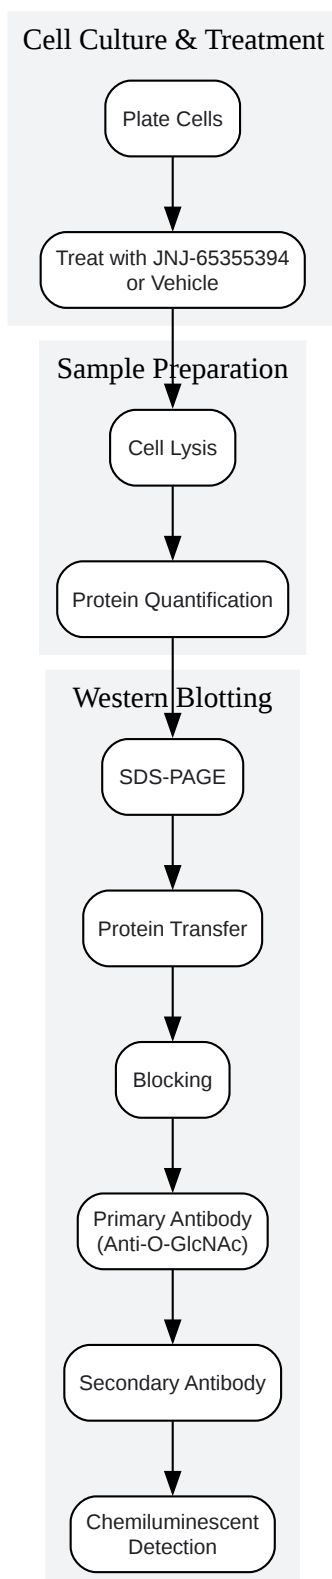 Cell Culture & Treatment
Plate Cells
Treat with JNJ-65355394
or Vehicle
Sample Preparation
Cell Lysis
Protein Quantification
Western Blotting
SDS-PAGE
Protein Transfer
Blocking
Primary Antibody
(Anti-O-GlcNAc)
Secondary Antibody
Chemiluminescent
Detection